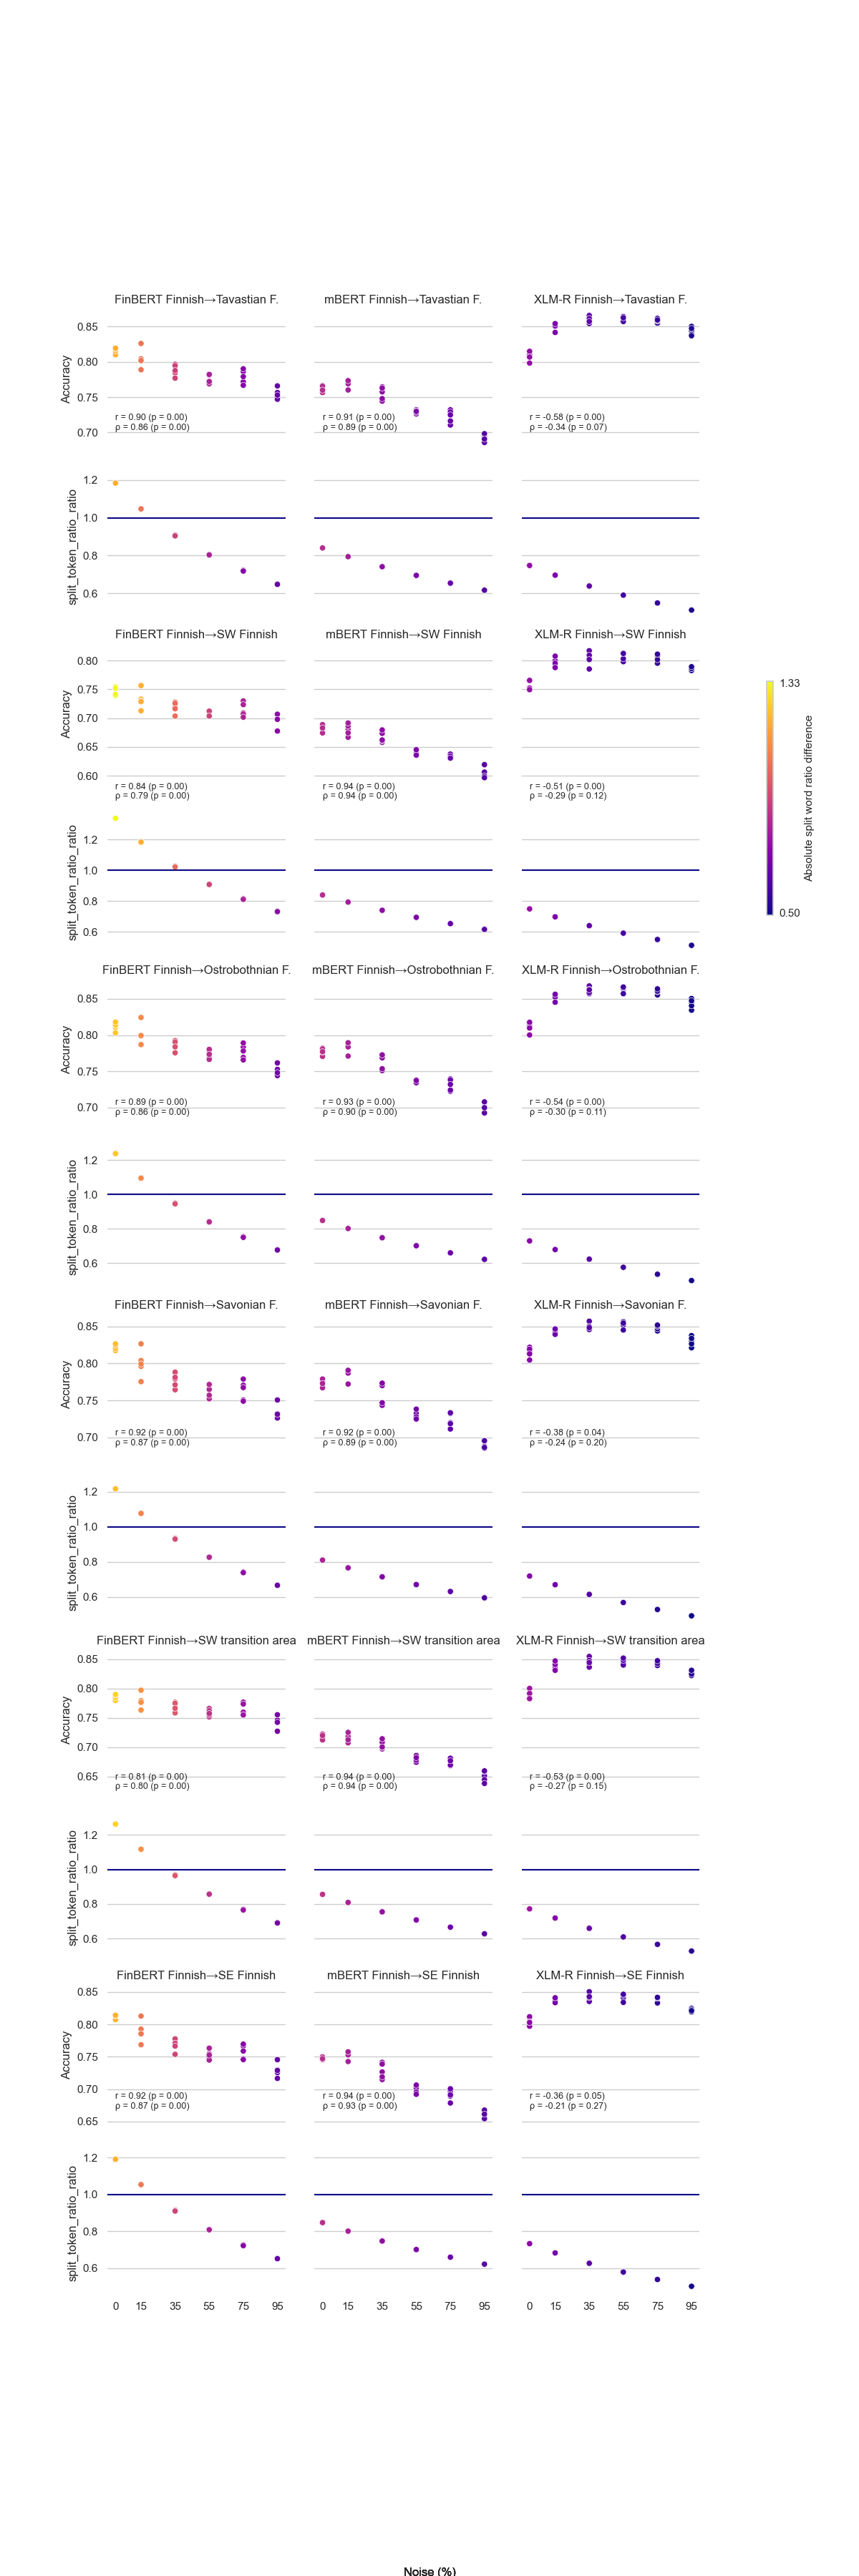 FinBERT Finnish→Tavastian F. mBERT Finnish→Tavastian F. XLM-R Finnish→Tavastian F.
0.85
0.80
0.75
0.70
Accuracy
r = 0.90 (p = 0.00) r = 0.91 (p = 0.00) r = -0.58 (p = 0.00)
ρ = 0.86 (p = 0.00) ρ = 0.89 (p = 0.00) ρ = -0.34 (p = 0.07)
1.2
1.0
0.8
0.6
split_token_ratio_ratio
FinBERT Finnish→SW Finnish mBERT Finnish→SW Finnish XLM-R Finnish→SW Finnish
0.80
0.75
0.70
0.65
0.60
Accuracy
r = 0.84 (p = 0.00) r = 0.94 (p = 0.00) r = -0.51 (p = 0.00)
ρ = 0.79 (p = 0.00) ρ = 0.94 (p = 0.00) ρ = -0.29 (p = 0.12)
1.33
Absolute split word ratio difference
0.50
1.2
1.0
0.8
0.6
split_token_ratio_ratio
FinBERT Finnish→Ostrobothnian F. mBERT Finnish→Ostrobothnian F. XLM-R Finnish→Ostrobothnian F.
0.85
0.80
0.75
0.70
Accuracy
r = 0.89 (p = 0.00) r = 0.93 (p = 0.00) r = -0.54 (p = 0.00)
ρ = 0.86 (p = 0.00) ρ = 0.90 (p = 0.00) ρ = -0.30 (p = 0.11)
1.2
1.0
0.8
0.6
split_token_ratio_ratio
FinBERT Finnish→Savonian F. mBERT Finnish→Savonian F. XLM-R Finnish→Savonian F.
0.85
0.80
0.75
0.70
Accuracy
r = 0.92 (p = 0.00) r = 0.92 (p = 0.00) r = -0.38 (p = 0.04)
ρ = 0.87 (p = 0.00) ρ = 0.89 (p = 0.00) ρ = -0.24 (p = 0.20)
1.2
1.0
0.8
0.6
split_token_ratio_ratio
FinBERT Finnish→SW transition area mBERT Finnish→SW transition area XLM-R Finnish→SW transition area
0.85
0.80
0.75
0.70
0.65
Accuracy
r = 0.81 (p = 0.00) r = 0.94 (p = 0.00) r = -0.53 (p = 0.00)
ρ = 0.80 (p = 0.00) ρ = 0.94 (p = 0.00) ρ = -0.27 (p = 0.15)
1.2
1.0
0.8
0.6
split_token_ratio_ratio
FinBERT Finnish→SE Finnish mBERT Finnish→SE Finnish XLM-R Finnish→SE Finnish
0.85
0.80
0.75
0.70
0.65
Accuracy
r = 0.92 (p = 0.00) r = 0.94 (p = 0.00) r = -0.36 (p = 0.05)
ρ = 0.87 (p = 0.00) ρ = 0.93 (p = 0.00) ρ = -0.21 (p = 0.27)
1.2
1.0
0.8
0.6
split_token_ratio_ratio
0 15 35 55 75 95 0 15 35 55 75 95 0 15 35 55 75 95
Noise (%)